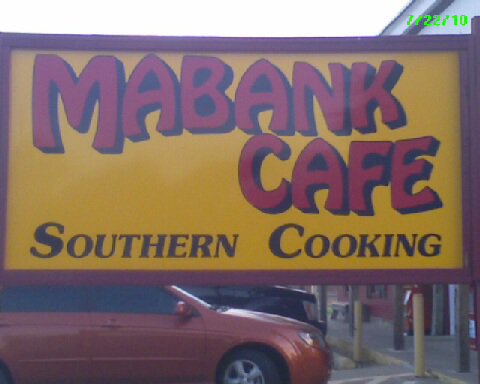 7/22/10
MABANK
CAFE
SOUTHERN COOKING